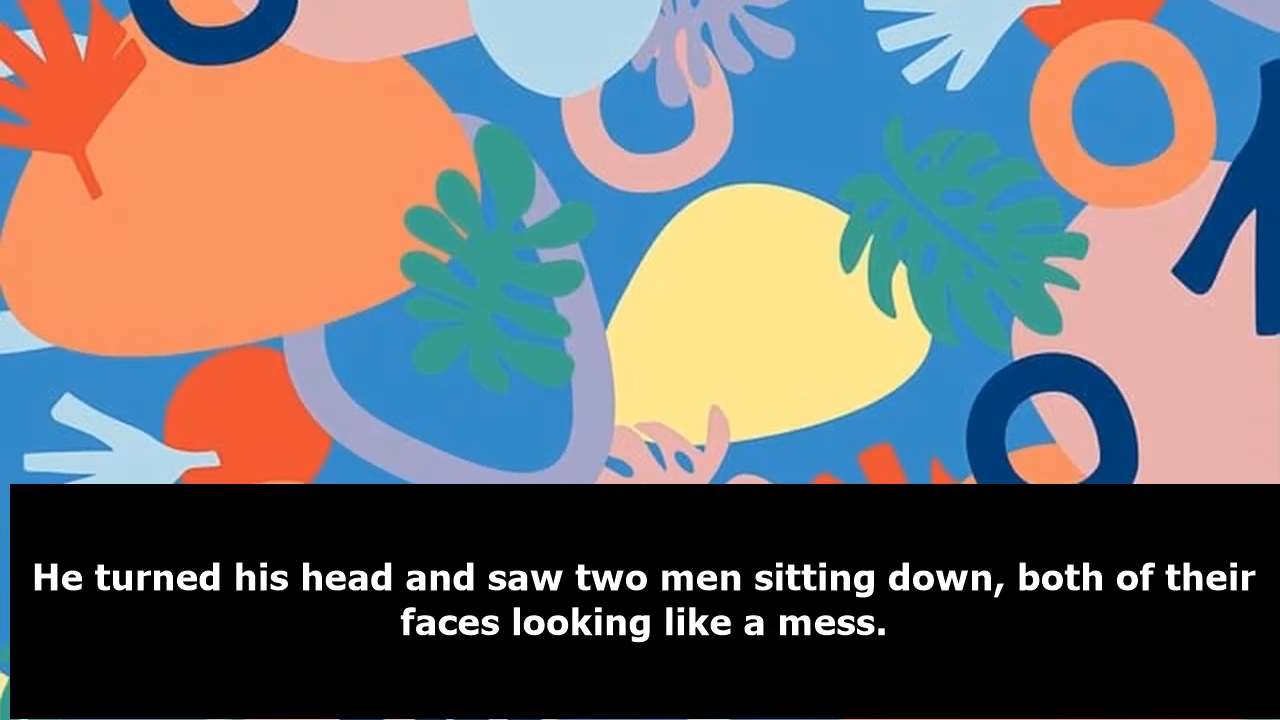 He turned his head and saw two men sitting down, both of their
faces looking like a mess.